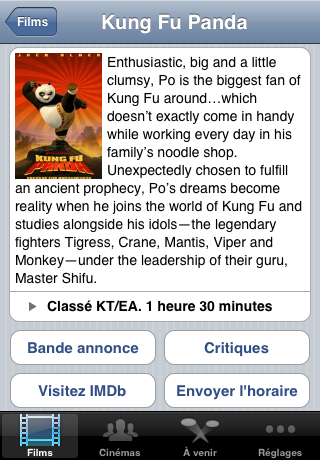 Films
Kung Fu Panda
JACK BLACK
KUNG FU
PANDA
Enthusiastic, big and a little
clumsy, Po is the biggest fan of
Kung Fu around…which
doesn't exactly come in handy
while working every day in his
family's noodle shop.
Unexpectedly chosen to fulfill
an ancient prophecy, Po's dreams become
reality when he joins the world of Kung Fu and
studies alongside his idols—the legendary
fighters Tigress, Crane, Mantis, Viper and
Monkey—under the leadership of their guru,
Master Shifu.
Classé KT/EA. 1 heure 30 minutes
Bande annonce
Critiques
Visitez IMDb
Envoyer l'horaire
Films
Cinémas
À venir
Réglages